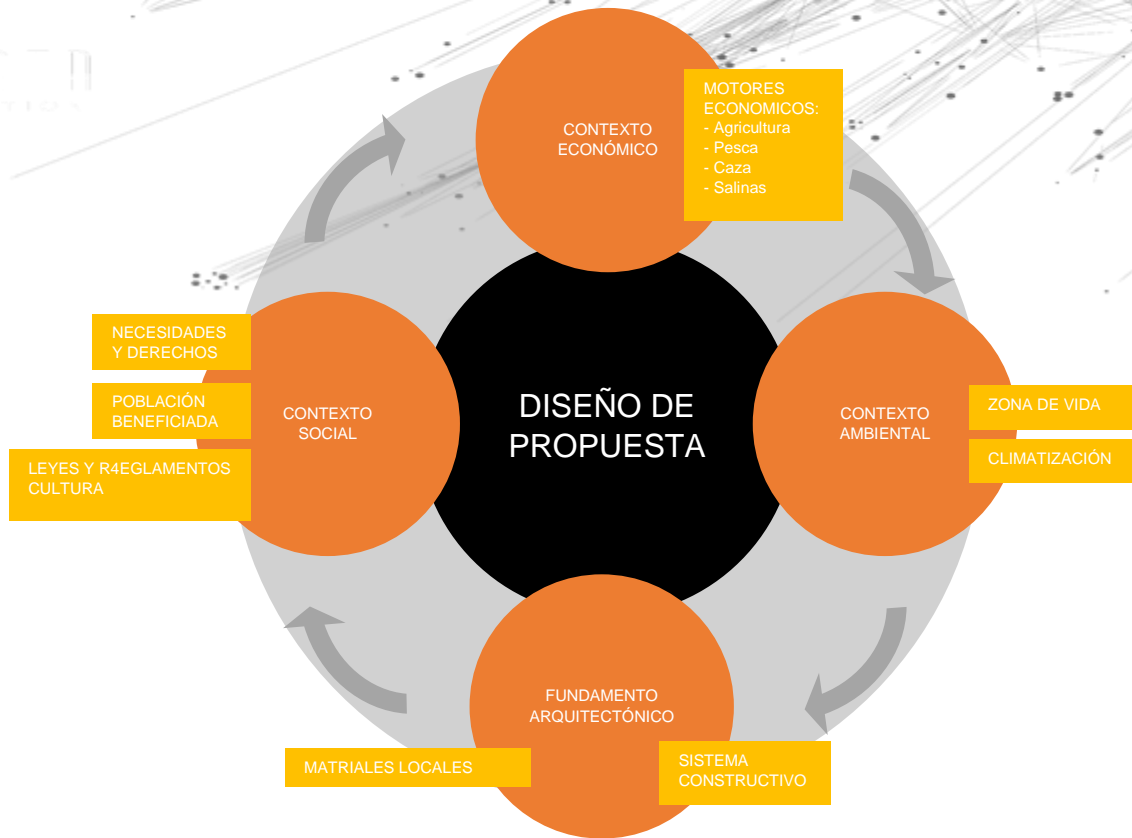 CONTEXTO
ECONÓMICO
MOTORES
ECONOMICOS:
- Agricultura
- Pesca
- Caza
- Salinas
NECESIDADES
Y DERECHOS
POBLACIÓN
BENEFICIADA
LEYES Y R4EGLAMENTOS
CULTURA
CONTEXTO
SOCIAL
DISEÑO DE
PROPUESTA
CONTEXTO
AMBIENTAL
ZONA DE VIDA
CLIMATIZACIÓN
FUNDAMENTO
ARQUITECTÓNICO
MATRIALES LOCALES
SISTEMA
CONSTRUCTIVO